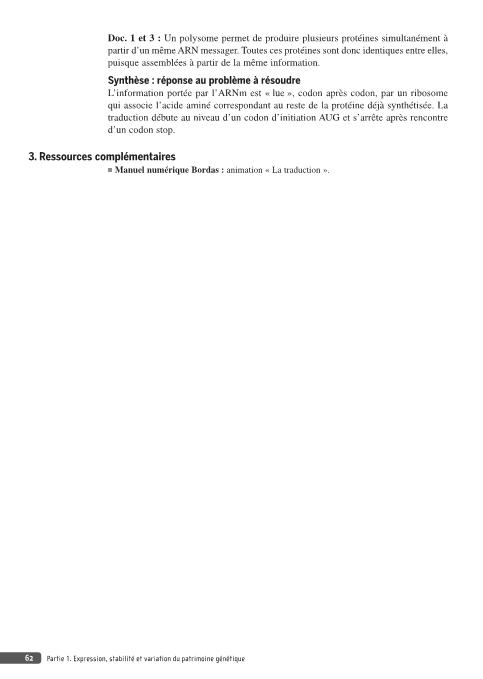 Doc. 1 et 3 : Un polysome permet de produire plusieurs protéines simultanément à
partir d'un même ARN messager. Toutes ces protéines sont donc identiques entre elles,
puisque assemblées à partir de la même information.
Synthèse : réponse au problème à résoudre
L'information portée par l'ARNm est « lue », codon après codon, par un ribosome
qui associe l'acide aminé correspondant au reste de la protéine déjà synthétisée. La
traduction débute au niveau d'un codon d'initiation AUG et s'arrête après rencontre
d'un codon stop.
3. Ressources complémentaires
■ Manuel numérique Bordas : animation « La traduction ».
62 Partie 1. Expression, stabilité et variation du patrimoine génétique